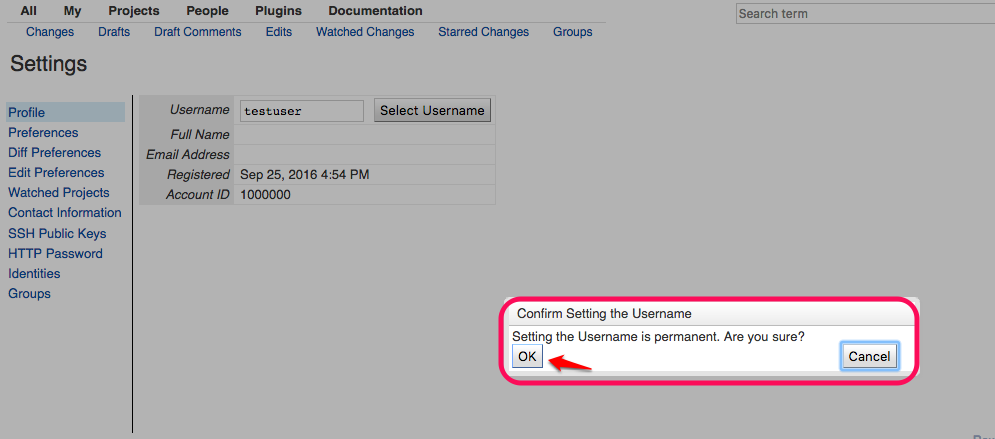 All My Projects People Plugins Documentation
Search term
Changes Drafts Draft Comments Edits Watched Changes Starred Changes Groups
Settings
Profile
Preferences
Diff Preferences
Edit Preferences
Watched Projects
Contact Information
SSH Public Keys
HTTP Password
Identities
Groups
Username testuser Select Username
Full Name
Email Address
Registered Sep 25, 2016 4:54 PM
Account ID 1000000
Confirm Setting the Username
Setting the Username is permanent. Are you sure?
OK Cancel